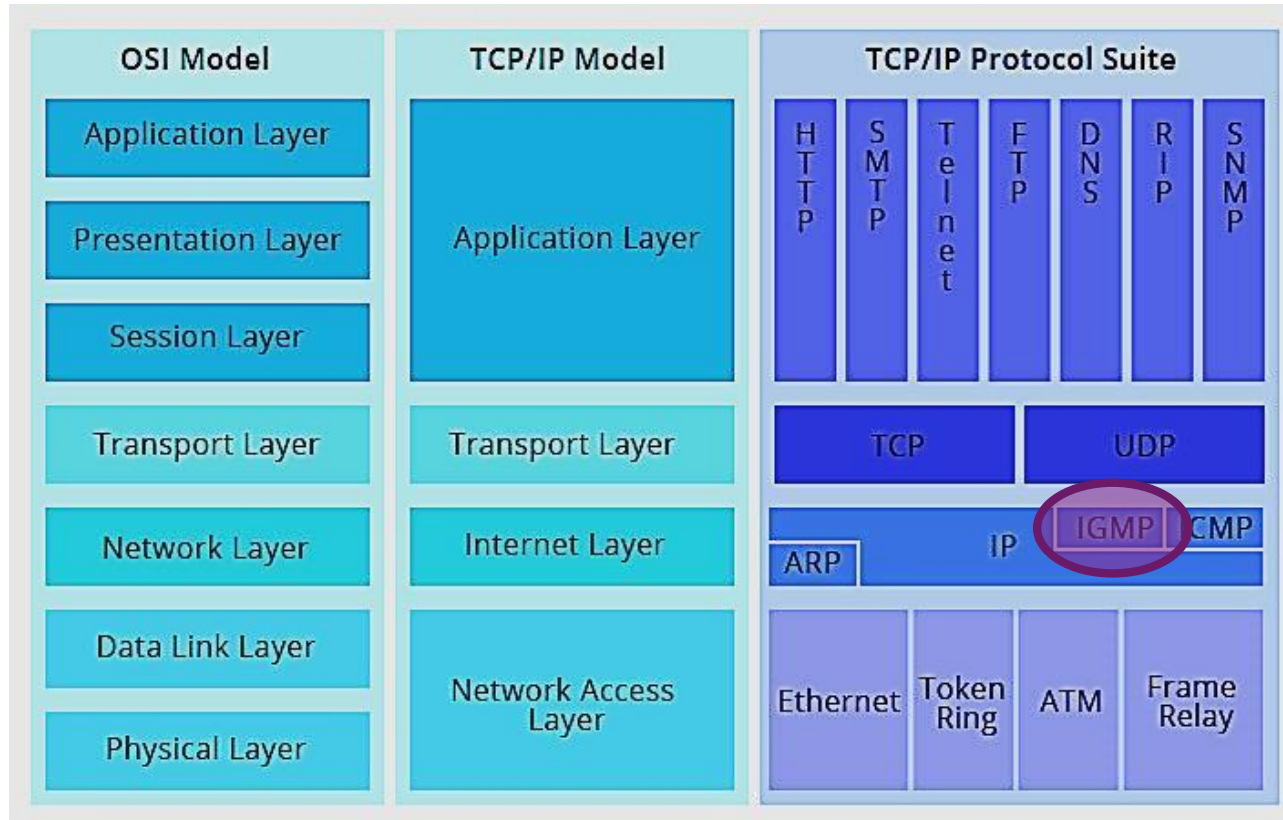 OSI Model
Application Layer
Presentation Layer
Session Layer
Transport Layer
Network Layer
Data Link Layer
Physical Layer
TCP/IP Model
Application Layer
Transport Layer
Internet Layer
Network Access
Layer
TCP/IP Protocol Suite
HTTP
SMTP
Telnet
FTP
DNS
RIP
SNMP
TCP
UDP
IGMP
CMP
IP
ARP
Ethernet
Token
Ring
ATM
Frame
Relay